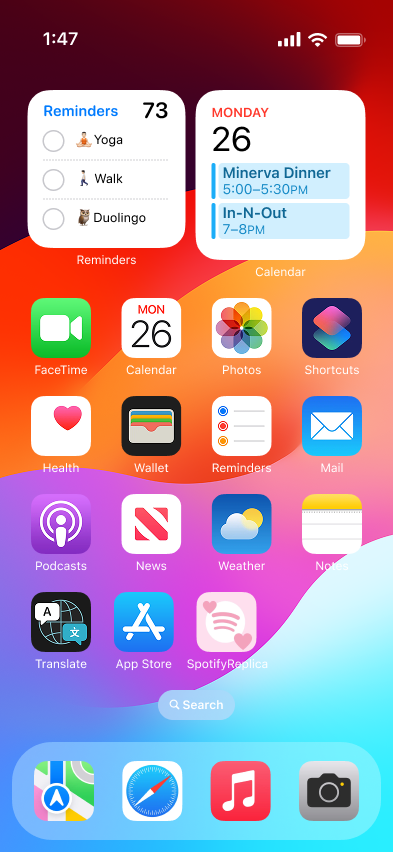 1:47
Reminders 73
Yoga
Walk
Duolingo
Reminders
MONDAY
26
Minerva Dinner
5:00–5:30PM
In-N-Out
7–8PM
Calendar
MON
26
FaceTime Calendar Photos Shortcuts
Health Wallet Reminders Mail
Podcasts News Weather Notes
A
文
Translate App Store SpotifyReplica
Search